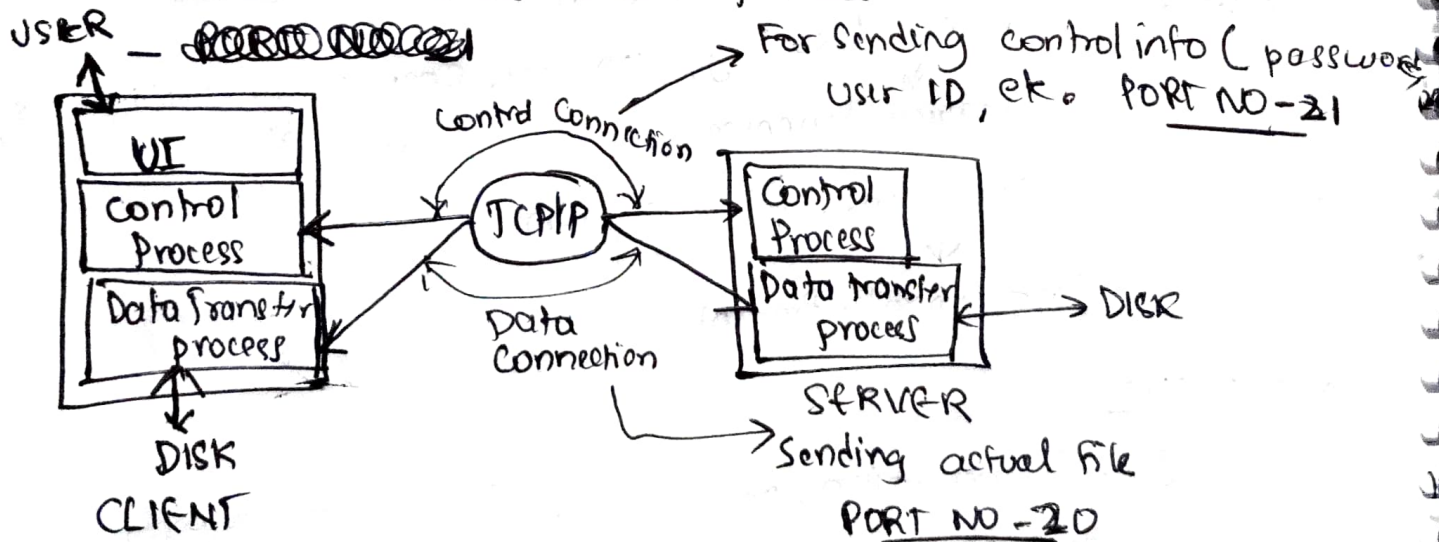 USER -
For sending control info (password,
user ID, etc. PORT NO-21
Control Connection
UI
Control
Process
Data Transfer
process
TCP/IP
Control
Process
Data transfer
process
DISK
Data
Connection
SERVER
DISK
CLIENT
Sending actual file
PORT NO-20